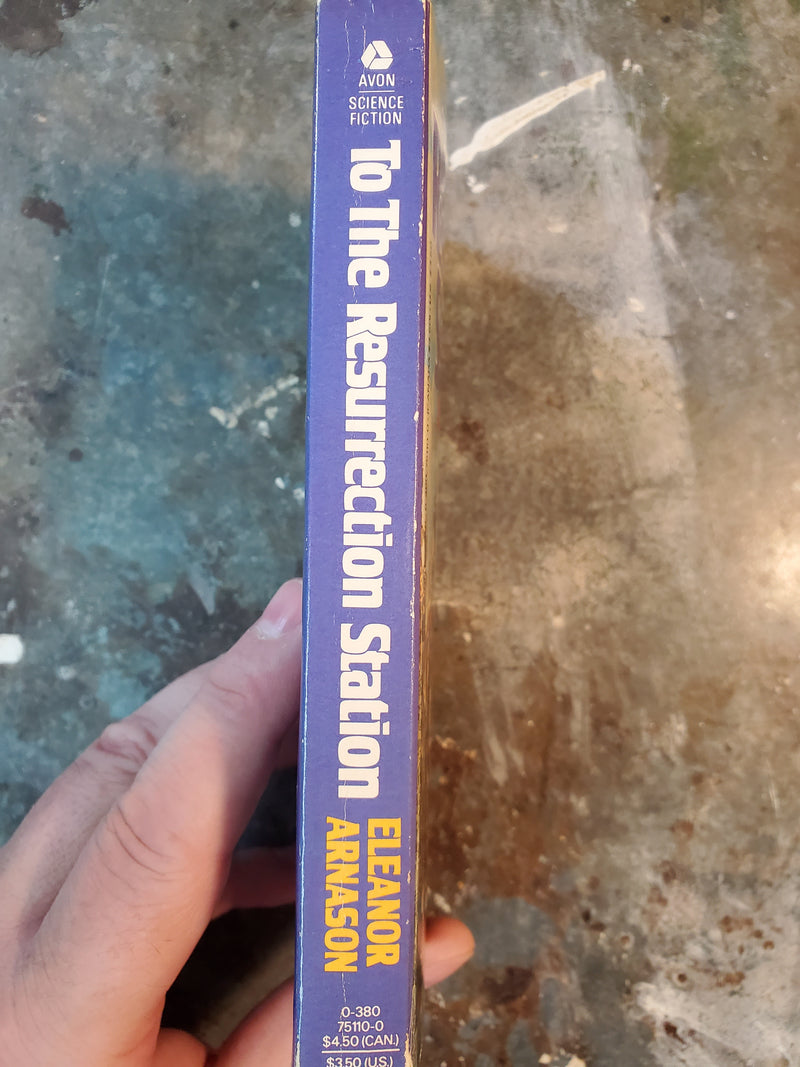 AVON
SCIENCE
FICTION
To The Resurrection Station
ELEANOR
ARNASON
0-380
75110-0
$4.50 (CAN.)
$3.50 (U.S.)